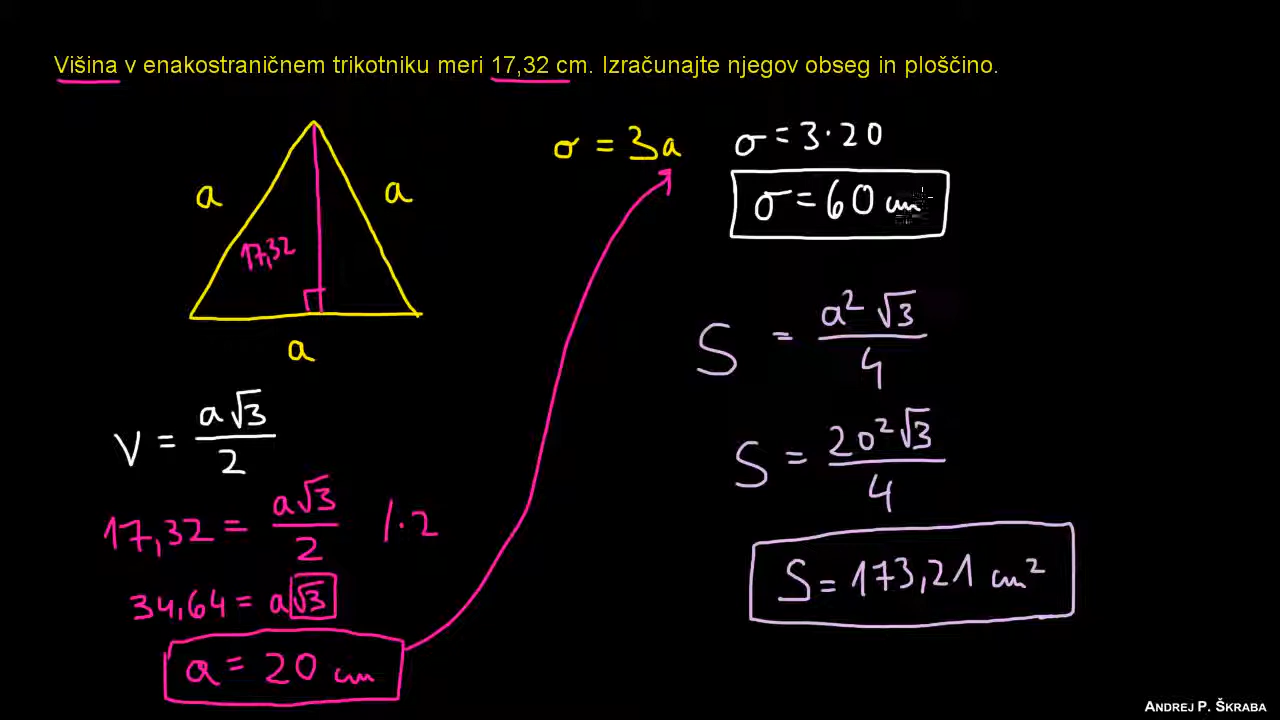 Višina v enakostraničnem trikotniku meri 17,32 cm. Izračunajte njegov obseg in ploščino.
a
a
17,32
a
v = a√3/2
17,32 = a√3/2 /·2
34,64 = a√3
a = 20 cm
σ = 3a
σ = 3·20
σ = 60 cm
S = a²√3/4
S = 20²√3/4
S = 173,21 cm²
ANDREJ P. ŠKRABA